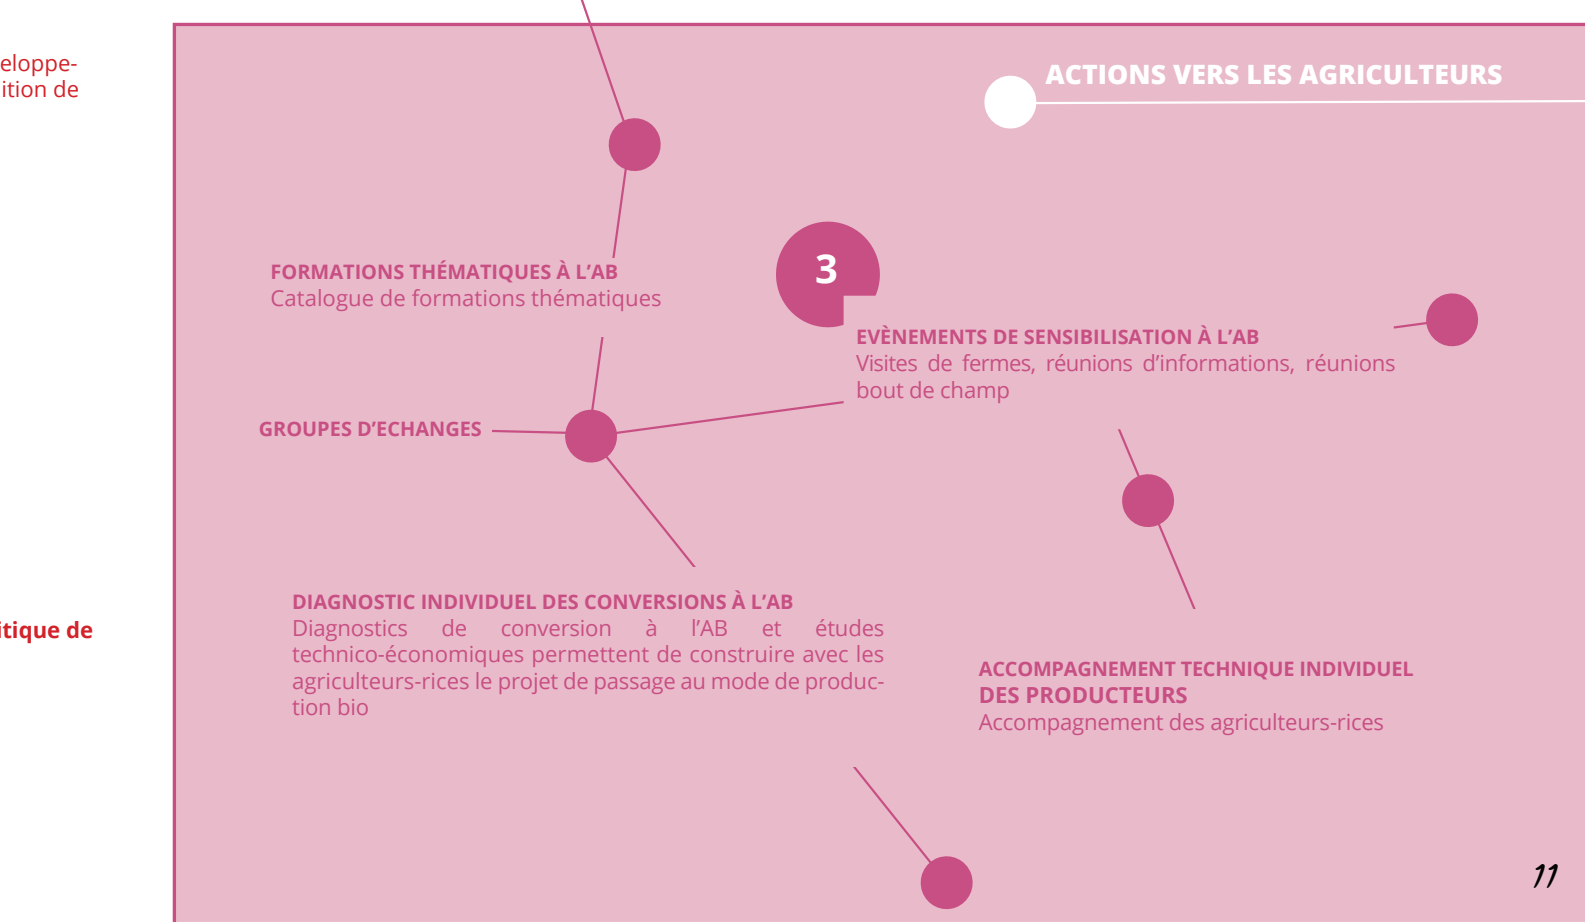 eloppe-
ition de
itique de
ACTIONS VERS LES AGRICULTEURS
FORMATIONS THÉMATIQUES À L'AB
Catalogue de formations thématiques
3
EVÈNEMENTS DE SENSIBILISATION À L'AB
Visites de fermes, réunions d'informations, réunions
bout de champ
GROUPES D'ECHANGES
DIAGNOSTIC INDIVIDUEL DES CONVERSIONS À L'AB
Diagnostics de conversion à l'AB et études
technico-économiques permettent de construire avec les
agriculteurs-rices le projet de passage au mode de produc-
tion bio
ACCOMPAGNEMENT TECHNIQUE INDIVIDUEL
DES PRODUCTEURS
Accompagnement des agriculteurs-rices
11